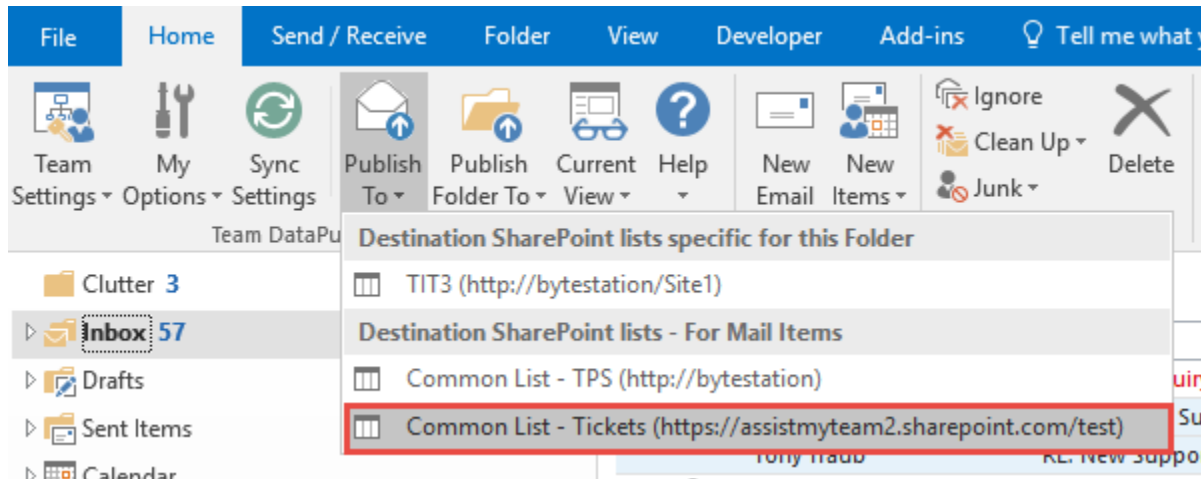 File Home Send / Receive Folder View Developer Add-ins Tell me what
Ignore
Clean Up
Junk
Team Settings
My Options
Sync Settings
Publish To
Publish Folder To
Current View
Help
New Email
New Items
Delete
Team
Destination SharePoint lists specific for this Folder
Clutter 3
TIT3 (http://bytestation/Site1)
Inbox 57
Destination SharePoint lists - For Mail Items
Drafts
Common List - TPS (http://bytestation)
Sent Items
Common List - Tickets (https://assistmyteam2.sharepoint.com/test)
Calendar
RE: New